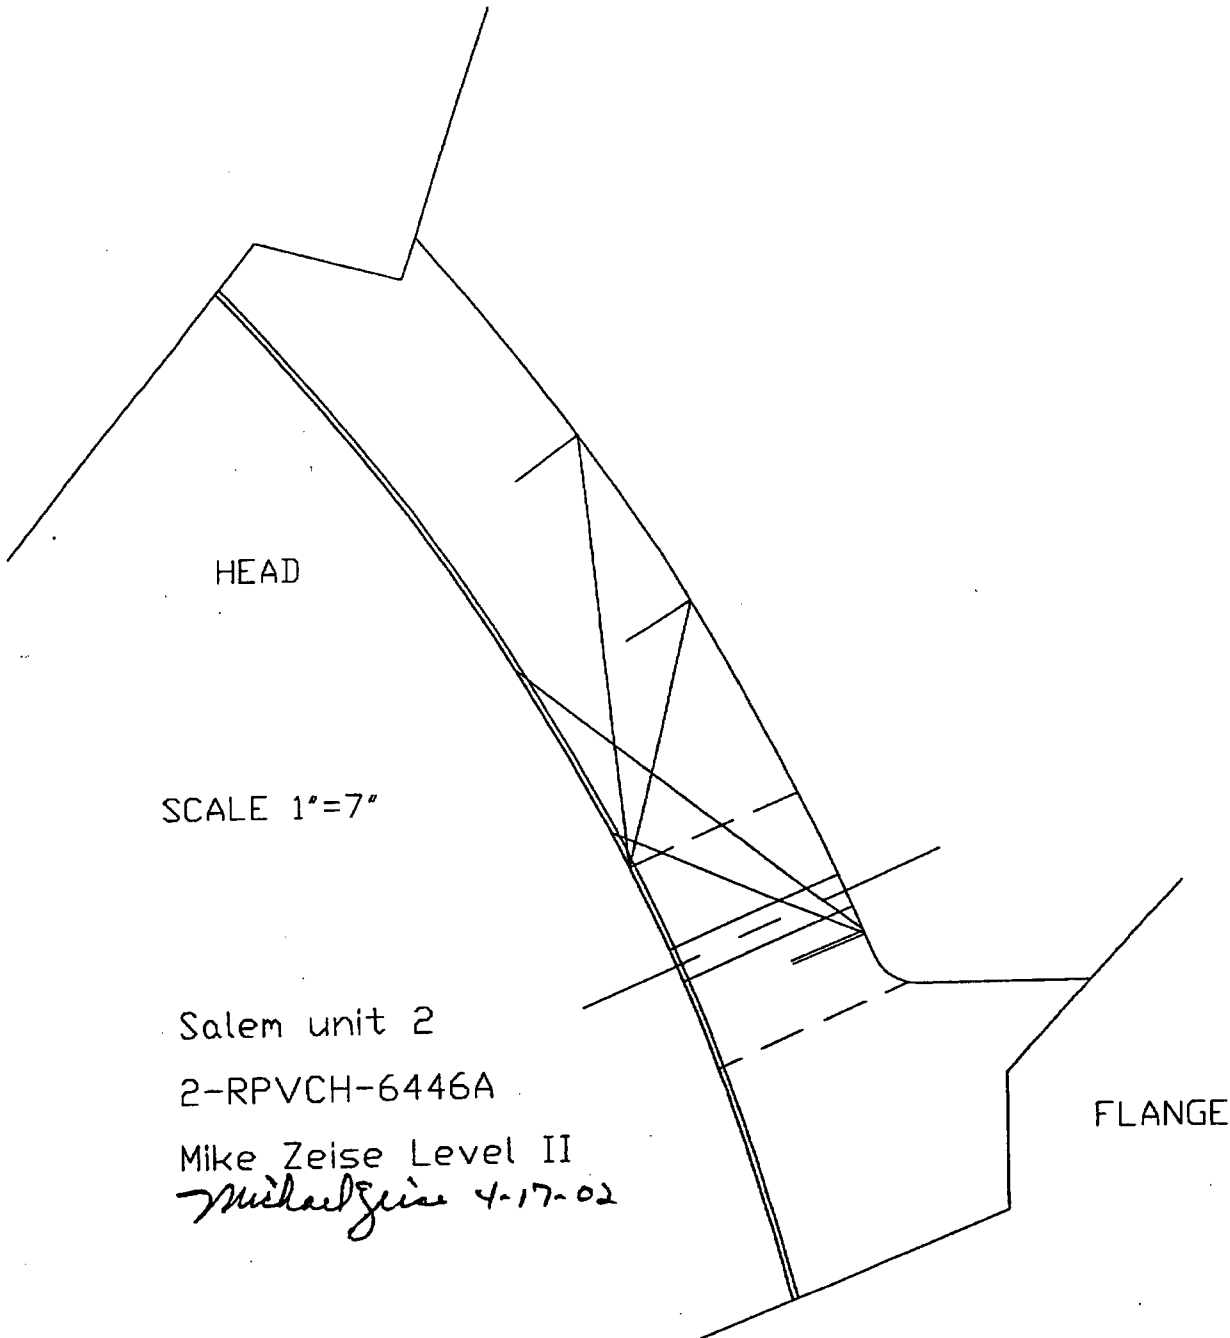 HEAD
SCALE 1"=7"
Salem unit 2
2-RPVCH-6446A
FLANGE
Mike Zeise Level II
Michael Zeise 4-17-02